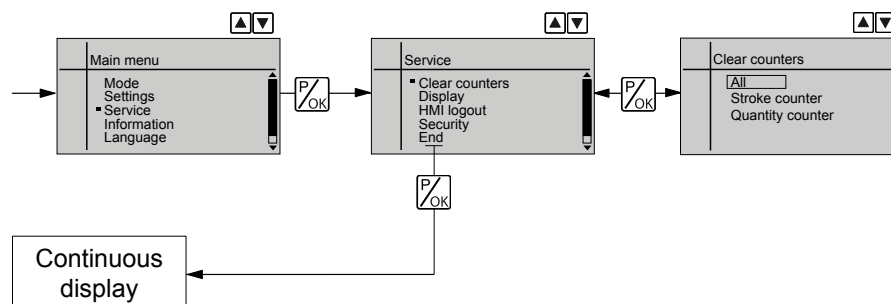 Main menu
Mode
Settings
Service
Information
Language
P/OK
Service
Clear counters
Display
HMI logout
Security
End
P/OK
Clear counters
All
Stroke counter
Quantity counter
P/OK
Continuous
display